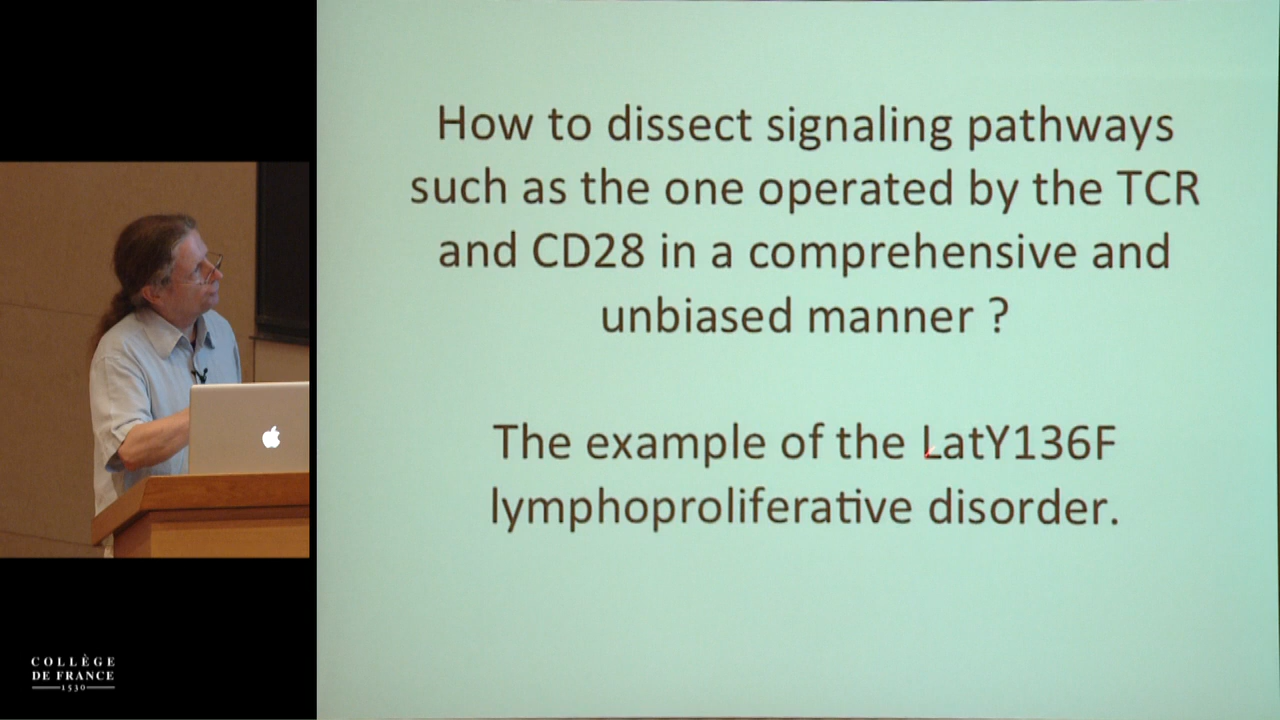 How to dissect signaling pathways
such as the one operated by the TCR
and CD28 in a comprehensive and
unbiased manner ?
The example of the LatY136F
lymphoproliferative disorder.
COLLÈGE
DE FRANCE
1530